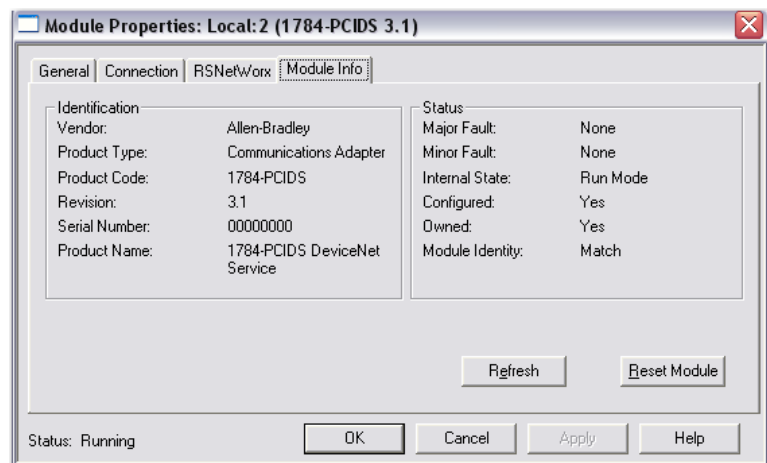 Module Properties: Local:2 (1784-PCIDS 3.1)
General
Connection
RSNetWorx
Module Info
Identification
Vendor: Allen-Bradley
Product Type: Communications Adapter
Product Code: 1784-PCIDS
Revision: 3.1
Serial Number: 00000000
Product Name: 1784-PCIDS DeviceNet
Service
Status
Major Fault: None
Minor Fault: None
Internal State: Run Mode
Configured: Yes
Owned: Yes
Module Identity: Match
Refresh
Reset Module
Status: Running
OK
Cancel
Apply
Help